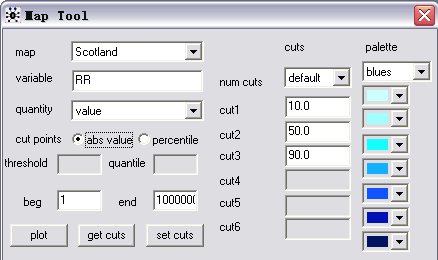 Map Tool
map Scotland
variable RR
quantity value
cut points abs value percentile
threshold quantile
beg 1 end 1000000
plot get cuts set cuts
cuts palette
num cuts default blues
cut1 10.0
cut2 50.0
cut3 90.0
cut4
cut5
cut6